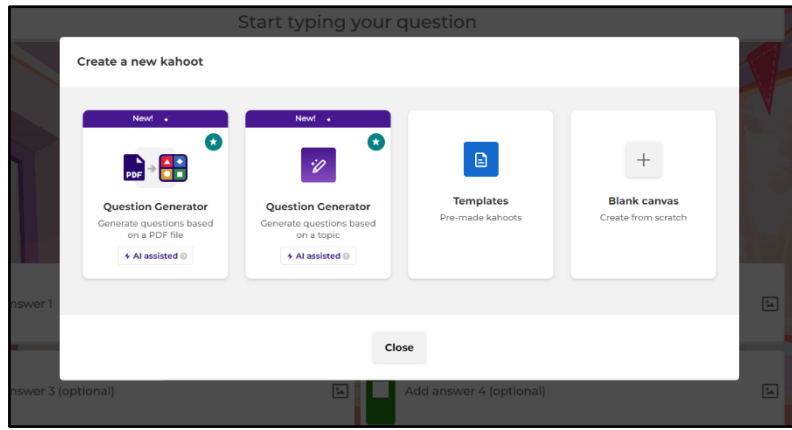 Start typing your question
Create a new kahoot
New!
PDF
Question Generator
Generate questions based
on a PDF file
AI assisted
New!
Question Generator
Generate questions based
on a topic
AI assisted
Templates
Pre-made kahoots
Blank canvas
Create from scratch
nswer 1
Close
nswer 3 (optional)
Add answer 4 (optional)